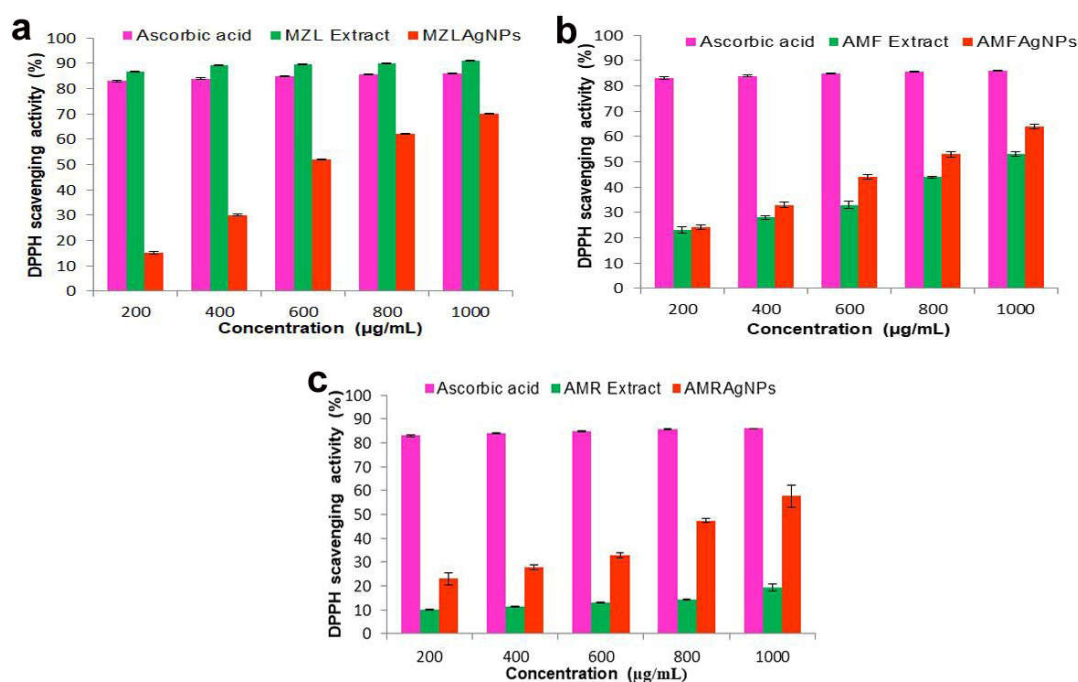 a
Ascorbic acid MZL Extract MZLAgNPs
DPPH scavenging activity (%)
90
80
70
60
50
40
30
20
10
0
200 400 600 800 1000
Concentration (µg/mL)
b
Ascorbic acid AMF Extract AMFAgNPs
DPPH scavenging activity (%)
100
90
80
70
60
50
40
30
20
10
0
200 400 600 800 1000
Concentration (µg/mL)
c
Ascorbic acid AMR Extract AMRAgNPs
DPPH scavenging activity (%)
100
90
80
70
60
50
40
30
20
10
0
200 400 600 800 1000
Concentration (µg/mL)